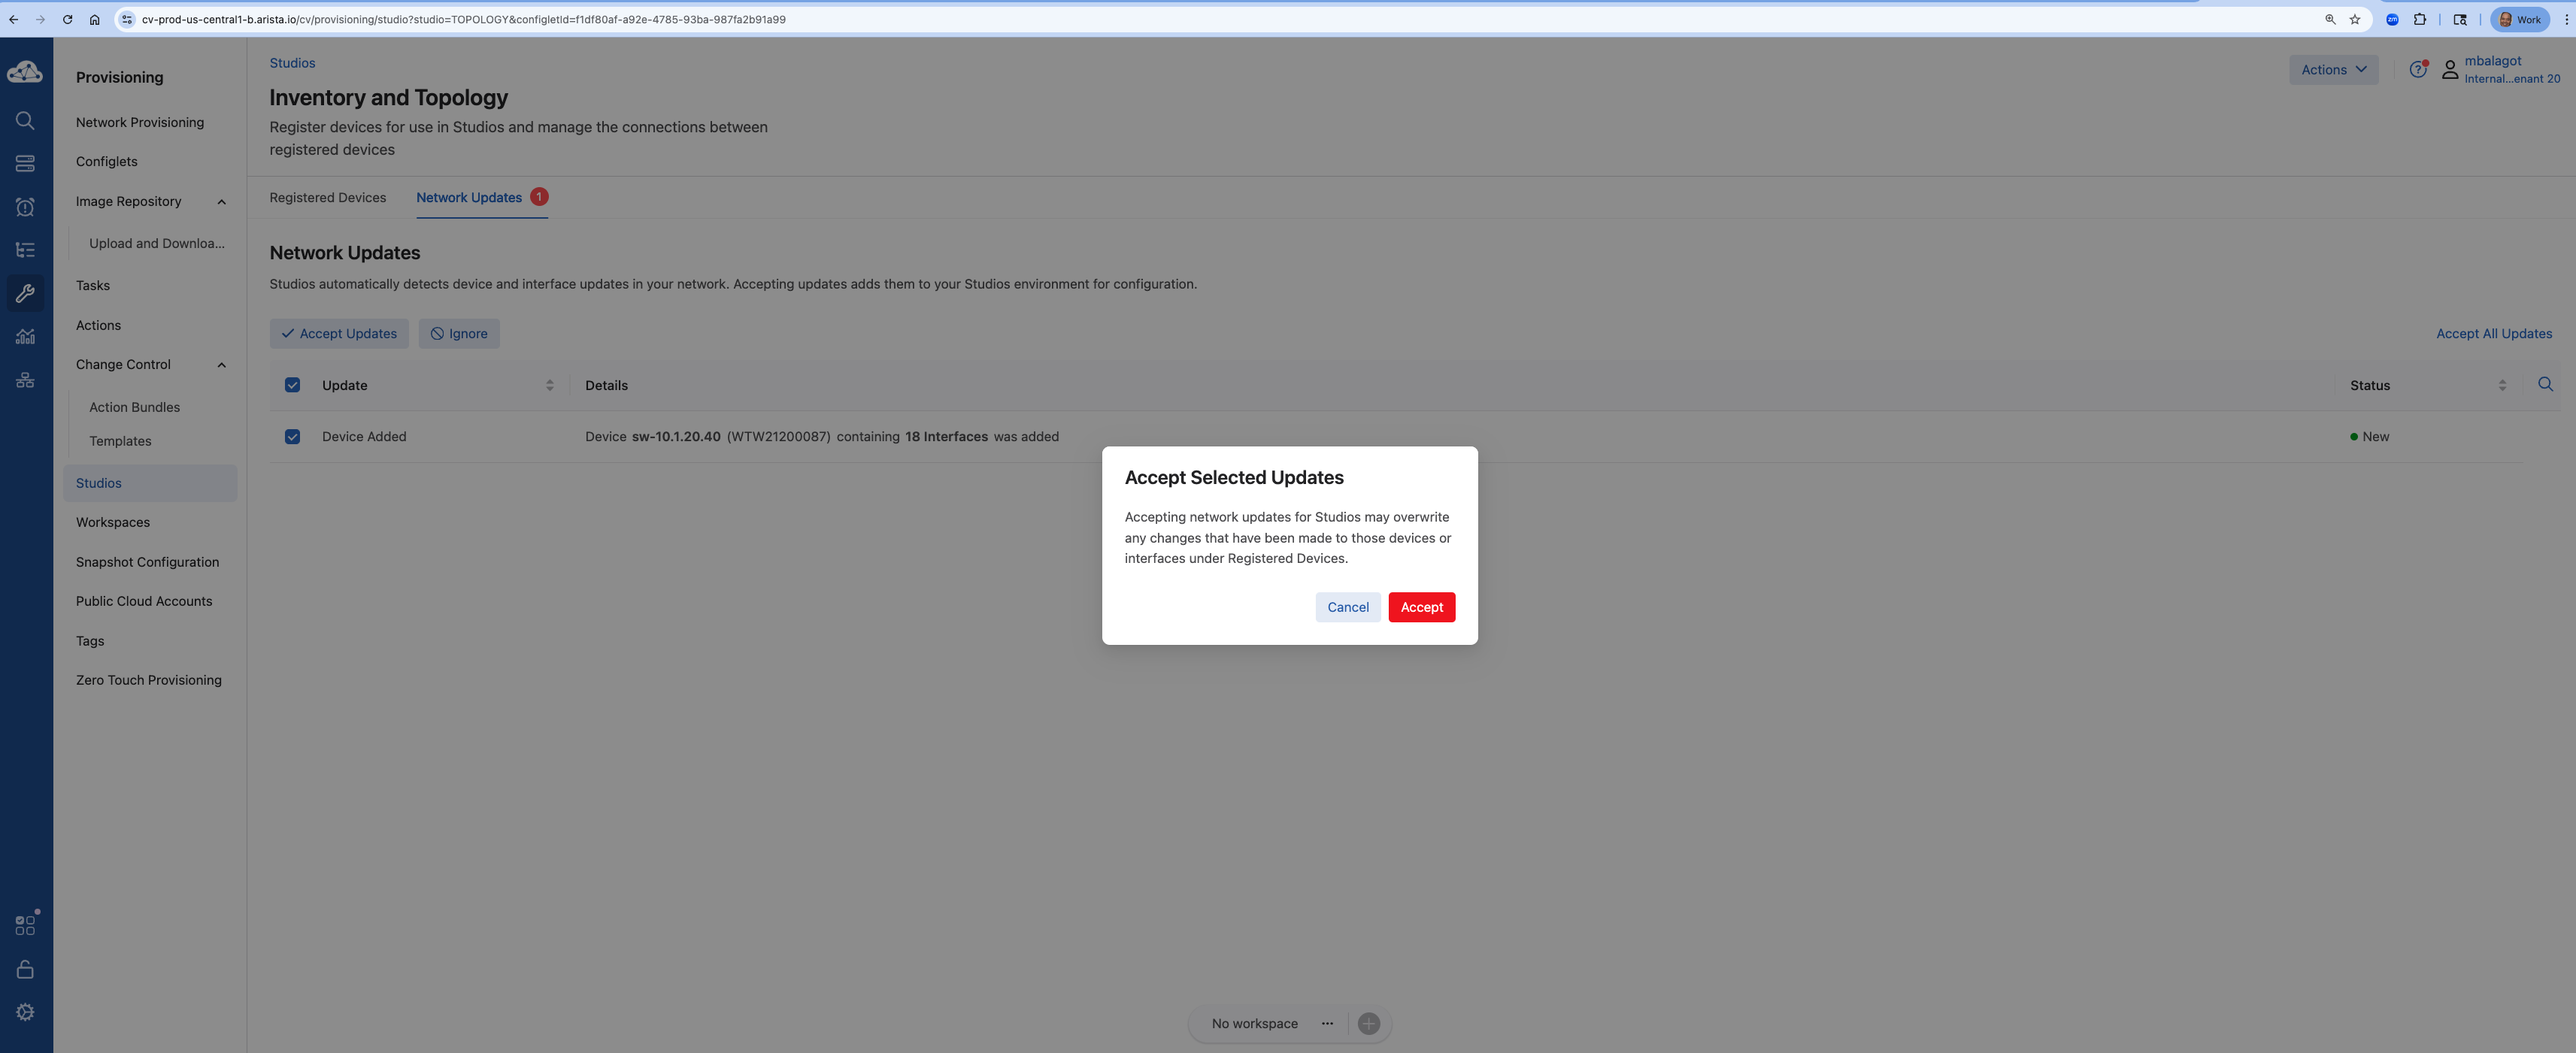 cv-prod-us-central1-b.arista.io/cv/provisioning/studio?studio=TOPOLOGY&configletId=f1df80af-a92e-4785-93ba-987fa2b91a99
zm
Work
Provisioning
Network Provisioning
Configlets
Image Repository
Upload and Downloa...
Tasks
Actions
Change Control
Action Bundles
Templates
Studios
Workspaces
Snapshot Configuration
Public Cloud Accounts
Tags
Zero Touch Provisioning
Studios
Inventory and Topology
Register devices for use in Studios and manage the connections between
registered devices
Actions
mbalagot
Internal...enant 20
Registered Devices
Network Updates 1
Network Updates
Studios automatically detects device and interface updates in your network. Accepting updates adds them to your Studios environment for configuration.
Accept Updates
Ignore
Accept All Updates
Update
Details
Status
Device Added
Device sw-10.1.20.40 (WTW21200087) containing 18 Interfaces was added
New
Accept Selected Updates
Accepting network updates for Studios may overwrite
any changes that have been made to those devices or
interfaces under Registered Devices.
Cancel
Accept
No workspace